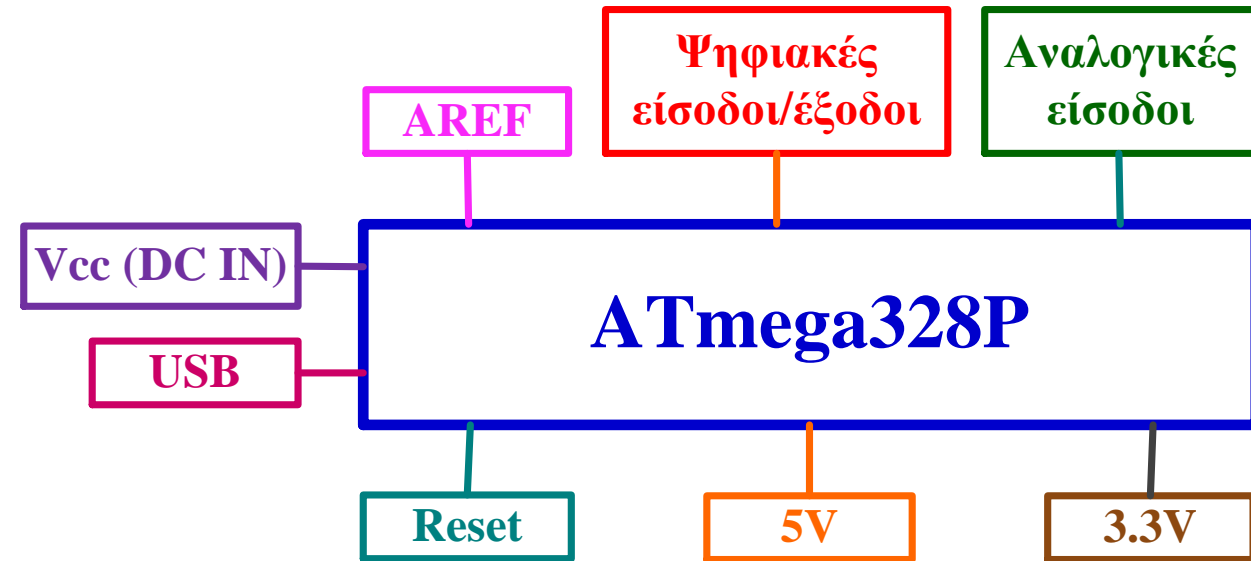 Ψηφιακές
είσοδοι/έξοδοι
Αναλογικές
είσοδοι
AREF
Vcc (DC IN)
ATmega328P
USB
Reset
5V
3.3V